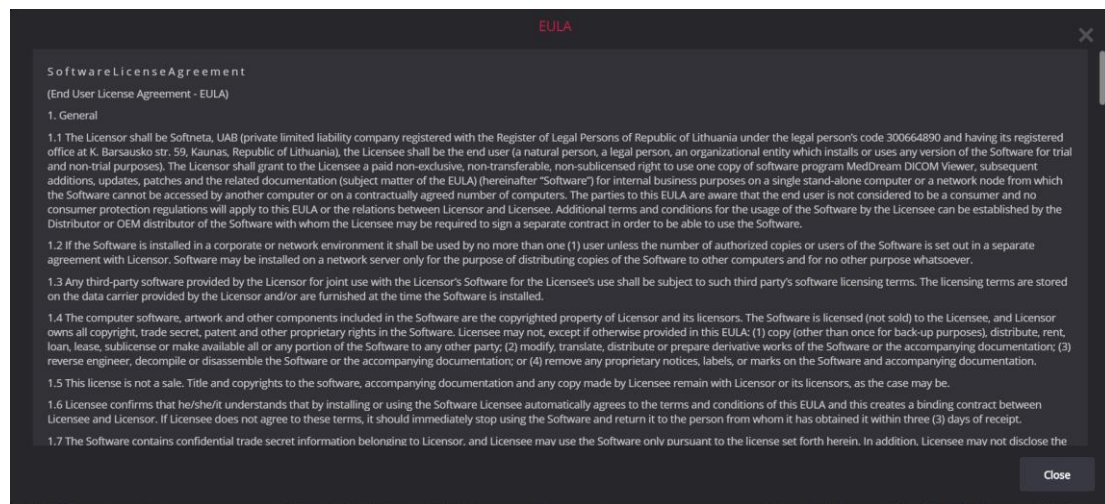 EULA
S o f t w a r e L i c e n s e A g r e e m e n t
(End User License Agreement - EULA)
1. General
1.1 The Licensor shall be Softneta, UAB (private limited liability company registered with the Register of Legal Persons of Republic of Lithuania under the legal person's code 300664890 and having its registered
office at K. Barsausko str. 59, Kaunas, Republic of Lithuania), the Licensee shall be the end user (a natural person, a legal person, an organizational entity which installs or uses any version of the Software for trial
and non-trial purposes). The Licensor shall grant to the Licensee a paid non-exclusive, non-transferable, non-sublicensed right to use one copy of software program MedDream DICOM Viewer, subsequent
additions, updates, patches and the related documentation (subject matter of the EULA) (hereinafter "Software") for internal business purposes on a single stand-alone computer or a network node from which
the Software cannot be accessed by another computer or on a contractually agreed number of computers. The parties to this EULA are aware that the end user is not considered to be a consumer and no
consumer protection regulations will apply to this EULA or the relations between Licensor and Licensee. Additional terms and conditions for the usage of the Software by the Licensee can be established by the
Distributor or OEM distributor of the Software with whom the Licensee may be required to sign a separate contract in order to be able to use the Software.
1.2 If the Software is installed in a corporate or network environment it shall be used by no more than one (1) user unless the number of authorized copies or users of the Software is set out in a separate
agreement with Licensor. Software may be installed on a network server only for the purpose of distributing copies of the Software to other computers and for no other purpose whatsoever.
1.3 Any third-party software provided by the Licensor for joint use with the Licensor's Software for the Licensee's use shall be subject to such third party's software licensing terms. The licensing terms are stored
on the data carrier provided by the Licensor and/or are furnished at the time the Software is installed.
1.4 The computer software, artwork and other components included in the Software are the copyrighted property of Licensor and its licensors. The Software is licensed (not sold) to the Licensee, and Licensor
owns all copyright, trade secret, patent and other proprietary rights in the Software. Licensee may not, except if otherwise provided in this EULA: (1) copy (other than once for back-up purposes), distribute, rent,
loan, lease, sublicense or make available all or any portion of the Software to any other party; (2) modify, translate, distribute or prepare derivative works of the Software or the accompanying documentation; (3)
reverse engineer, decompile or disassemble the Software or the accompanying documentation; or (4) remove any proprietary notices, labels, or marks on the Software and accompanying documentation.
1.5 This license is not a sale. Title and copyrights to the software, accompanying documentation and any copy made by Licensee remain with Licensor or its licensors, as the case may be.
1.6 Licensee confirms that he/she/it understands that by installing or using the Software Licensee automatically agrees to the terms and conditions of this EULA and this creates a binding contract between
Licensee and Licensor. If Licensee does not agree to these terms, it should immediately stop using the Software and return it to the person from whom it has obtained it within three (3) days of receipt.
1.7 The Software contains confidential trade secret information belonging to Licensor, and Licensee may use the Software only pursuant to the license set forth herein. In addition, Licensee may not disclose the
Close